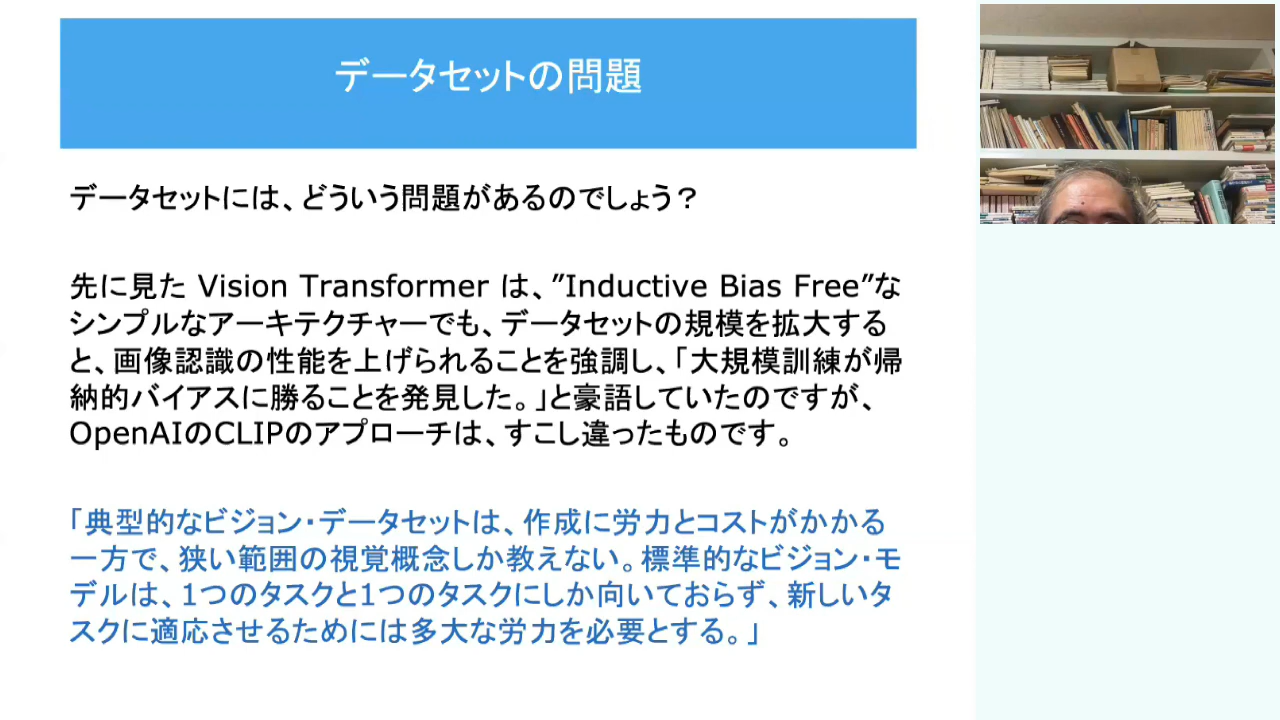 データセットの問題
データセットには、どういう問題があるのでしょう？
先に見た Vision Transformer は、”Inductive Bias Free”な
シンプルなアーキテクチャーでも、データセットの規模を拡大する
と、画像認識の性能を上げられることを強調し、「大規模訓練が帰
納的バイアスに勝ることを発見した。」と豪語していたのですが、
OpenAIのCLIPのアプローチは、すこし違ったものです。
「典型的なビジョン・データセットは、作成に労力とコストがかかる
一方で、狭い範囲の視覚概念しか教えない。標準的なビジョン・モ
デルは、1つのタスクと1つのタスクにしか向いておらず、新しいタ
スクに適応させるためには多大な労力を必要とする。」